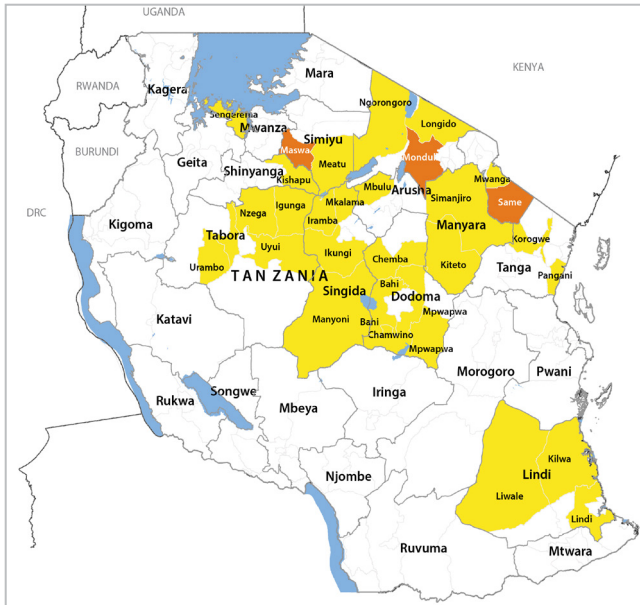 UGANDA
KENYA
Mara
RWANDA
Kagera
Ngorongoro
Sengerema
Mwanza
Longido
Simiyu
BURUNDI
Maswa
Monduli
Geita
Meatu
Shinyanga
Kishapu
Mwanga
Mbulu
Arusha
Simanjiro
Same
DRC
Nzega
Igunga
Mkalama
Kigoma
Iramba
Manyara
Tabora
Korogwe
Uyui
Ikungi
Chemba
Urambo
TANZANIA
Kiteto
Tanga
Pangani
Singida
Bahi
Dodoma
Katavi
Manyoni
Bahi
Mpwapwa
Chamwino
Mpwapwa
Morogoro
Pwani
Songwe
Iringa
Rukwa
Mbeya
Kilwa
Lindi
Njombe
Liwale
Lindi
Ruvuma
Mtwara